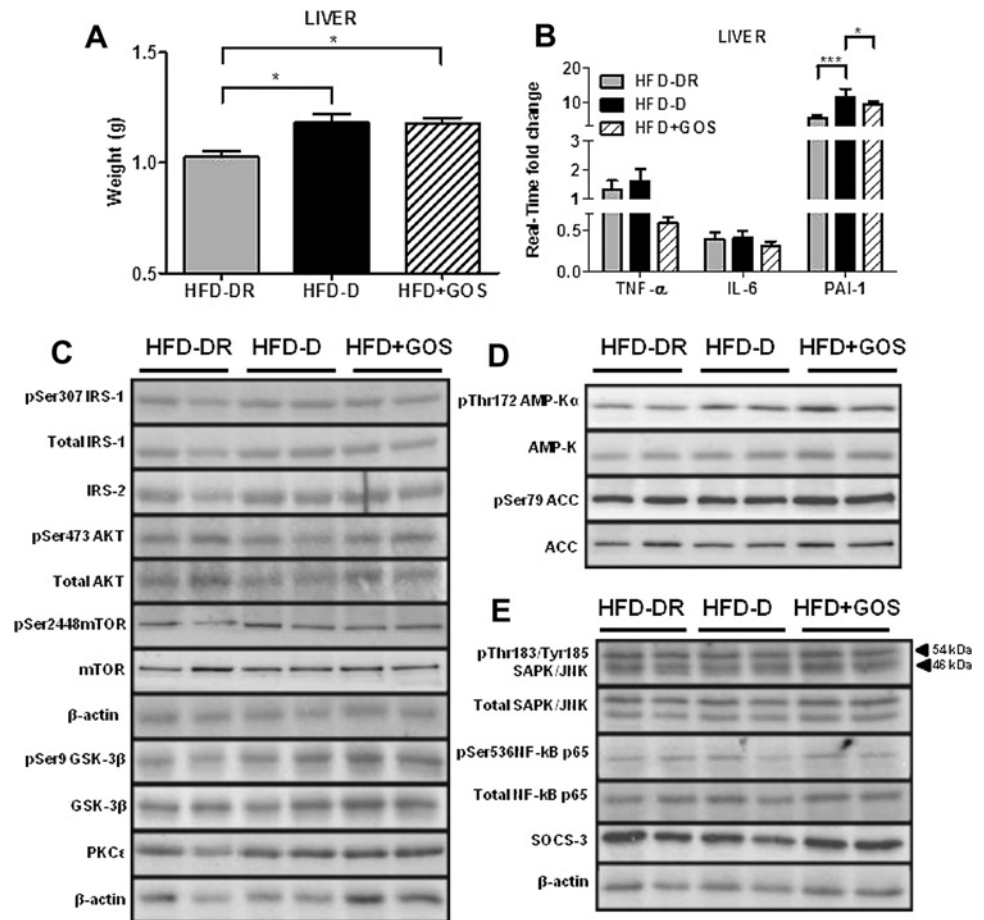 A
LIVER
*
*
Weight (g)
1.5
1.0
0.5
HFD-DR HFD-D HFD+GOS
B
LIVER
HFD-DR
HFD-D
HFD+GOS
*** *
Real-Time fold change
20
10
3
2
1
0.5
0.0
TNF-α IL-6 PAI-1
C
HFD-DR HFD-D HFD+GOS
pSer307 IRS-1
Total IRS-1
IRS-2
pSer473 AKT
Total AKT
pSer2448mTOR
mTOR
β-actin
pSer9 GSK-3β
GSK-3β
PKCε
β-actin
D
HFD-DR HFD-D HFD+GOS
pThr172 AMP-Kα
AMP-K
pSer79 ACC
ACC
E
HFD-DR HFD-D HFD+GOS
pThr183/Tyr185
SAPK/JNK
54 kDa
46 kDa
Total SAPK/JNK
pSer536NF-kB p65
Total NF-kB p65
SOCS-3
β-actin